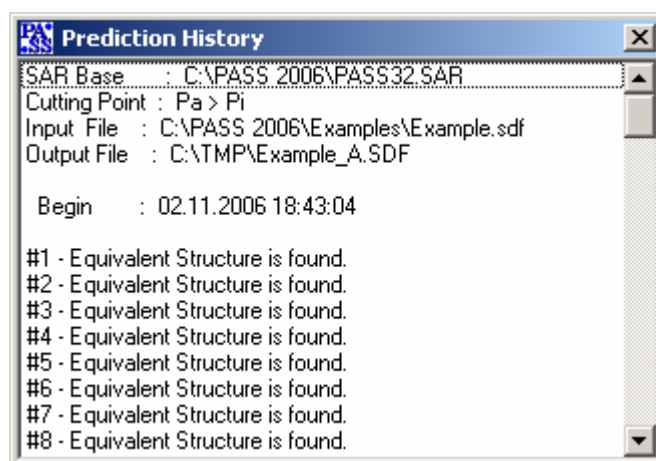 PASS Prediction History
SAR Base : C:\PASS 2006\PASS32.SAR
Cutting Point : Pa > Pi
Input File : C:\PASS 2006\Examples\Example.sdf
Output File : C:\TMP\Example_A.SDF
Begin : 02.11.2006 18:43:04
#1 - Equivalent Structure is found.
#2 - Equivalent Structure is found.
#3 - Equivalent Structure is found.
#4 - Equivalent Structure is found.
#5 - Equivalent Structure is found.
#6 - Equivalent Structure is found.
#7 - Equivalent Structure is found.
#8 - Equivalent Structure is found.